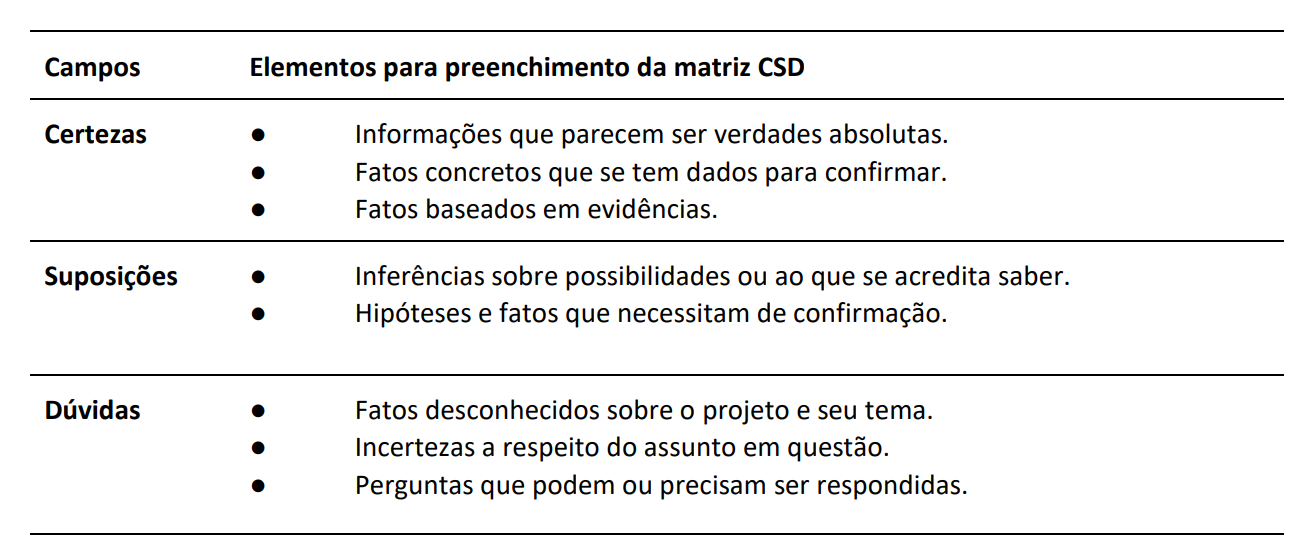 Campos Elementos para preenchimento da matriz CSD
Certezas ● Informações que parecem ser verdades absolutas.
● Fatos concretos que se tem dados para confirmar.
● Fatos baseados em evidências.
Suposições ● Inferências sobre possibilidades ou ao que se acredita saber.
● Hipóteses e fatos que necessitam de confirmação.
Dúvidas ● Fatos desconhecidos sobre o projeto e seu tema.
● Incertezas a respeito do assunto em questão.
● Perguntas que podem ou precisam ser respondidas.